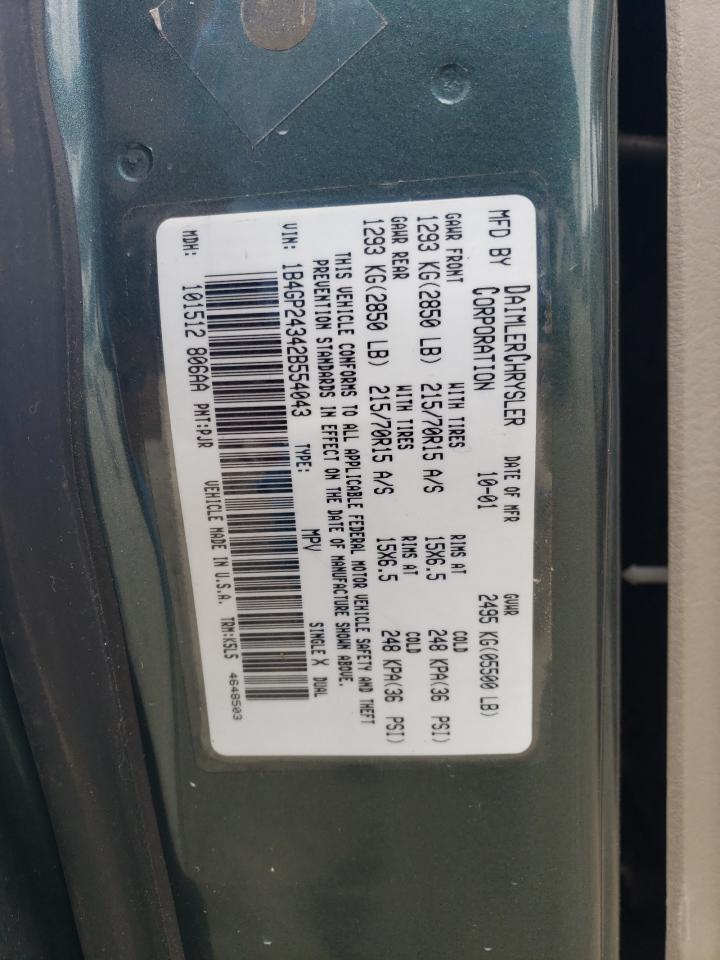 MFD BY DAIMLERCHRYSLER CORPORATION DATE OF MFR 10-01 GVWR 2495 KG(05500 LB)
GAWR FRONT WITH TIRES RIMS AT COLD
1293 KG(2850 LB) 215/70R15 A/S 15X6.5 248 KPA(36 PSI)
GAWR REAR WITH TIRES RIMS AT COLD
1293 KG(2850 LB) 215/70R15 A/S 15X6.5 248 KPA(36 PSI)
THIS VEHICLE CONFORMS TO ALL APPLICABLE FEDERAL MOTOR VEHICLE SAFETY AND THEFT
PREVENTION STANDARDS IN EFFECT ON THE DATE OF MANUFACTURE SHOWN ABOVE.
VIN: 1B4GP24342B554043 TYPE: MPV SINGLE X DUAL
MDH: 101512 806AA PNT:PJR VEHICLE MADE IN U.S.A. TRM:K5L5 4648503